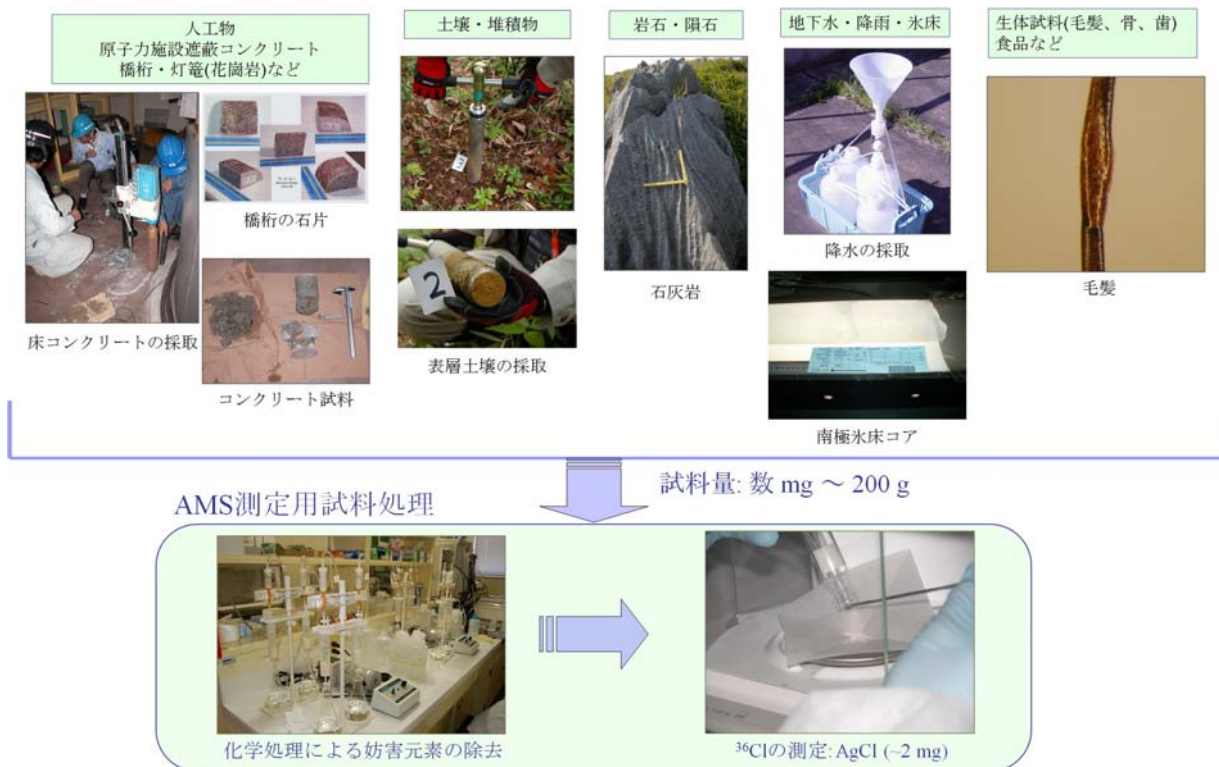 人工物
原子力施設遮蔽コンクリート
橋桁・灯篭(花崗岩)など
土壌・堆積物
岩石・隕石
地下水・降雨・氷床
生体試料(毛髪、骨、歯)
食品など
橋桁の石片
床コンクリートの採取
コンクリート試料
3
2
表層土壌の採取
石灰岩
降水の採取
南極氷床コア
毛髪
試料量: 数 mg ～ 200 g
AMS測定用試料処理
化学処理による妨害元素の除去
³⁶Clの測定: AgCl (~2 mg)